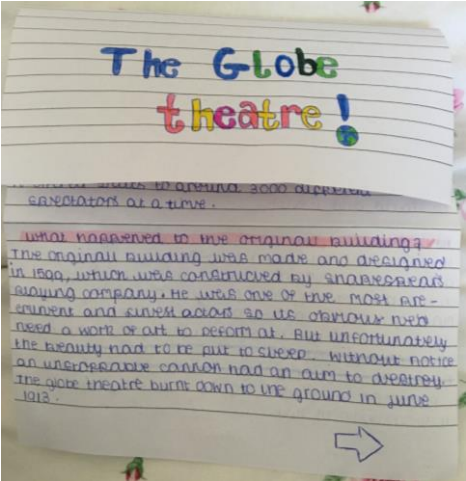 The Globe
theatre!
to around 3000 different
spectators at a time.
What happened to the original building?
The original building was made and designed
in 1599, which was constructed by shakespears
playing company. He was one of the most pre-
eminent and finest actors so its obvious he'd
need a work of art to perform at. But unfortunately
the beauty had to be put to sleep. Without notice
an unstoppable cannon had an aim to destroy.
The globe theatre burnt down to the ground in june
1913.